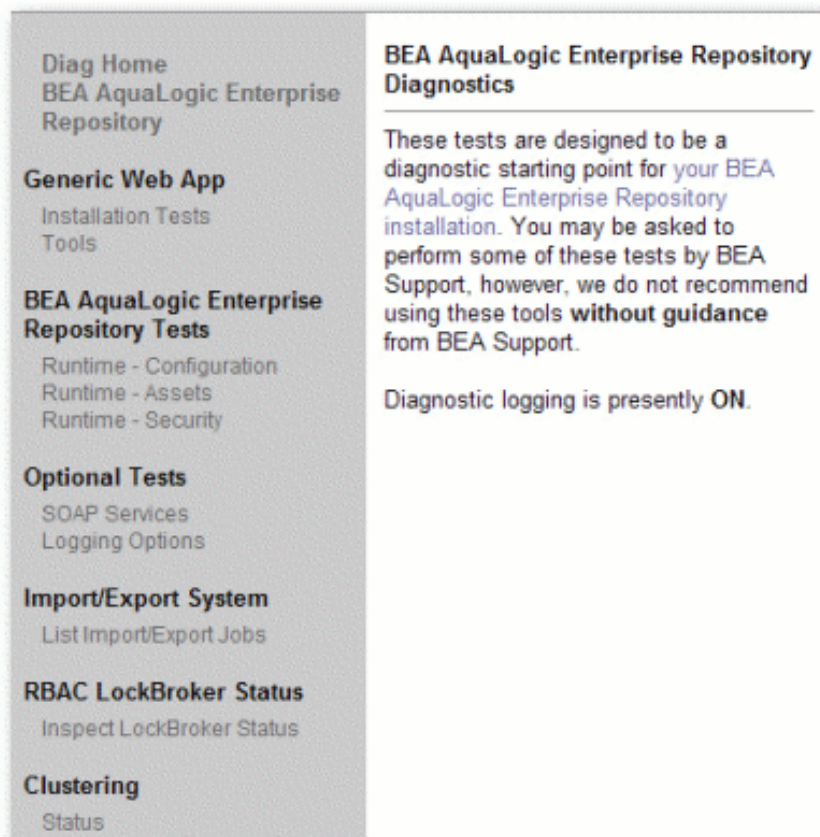 Diag Home
BEA AquaLogic Enterprise
Repository
Generic Web App
Installation Tests
Tools
BEA AquaLogic Enterprise
Repository Tests
Runtime - Configuration
Runtime - Assets
Runtime - Security
Optional Tests
SOAP Services
Logging Options
Import/Export System
List Import/Export Jobs
RBAC LockBroker Status
Inspect LockBroker Status
Clustering
Status
BEA AquaLogic Enterprise Repository
Diagnostics
These tests are designed to be a
diagnostic starting point for your BEA
AquaLogic Enterprise Repository
installation. You may be asked to
perform some of these tests by BEA
Support, however, we do not recommend
using these tools without guidance
from BEA Support.
Diagnostic logging is presently ON.